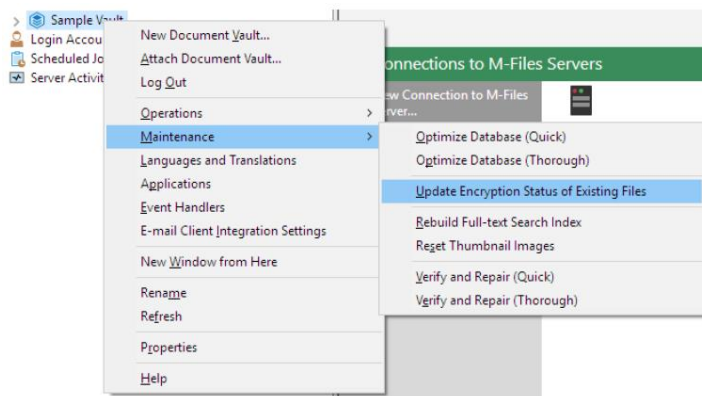 Sample Vault
Login Accou
Scheduled Jo
Server Activit
New Document Vault...
Attach Document Vault...
Log Out
Operations
Maintenance
Languages and Translations
Applications
Event Handlers
E-mail Client Integration Settings
New Window from Here
Rename
Refresh
Properties
Help
onnections to M-Files Servers
ew Connection to M-Files
rver...
Optimize Database (Quick)
Optimize Database (Thorough)
Update Encryption Status of Existing Files
Rebuild Full-text Search Index
Reset Thumbnail Images
Verify and Repair (Quick)
Verify and Repair (Thorough)